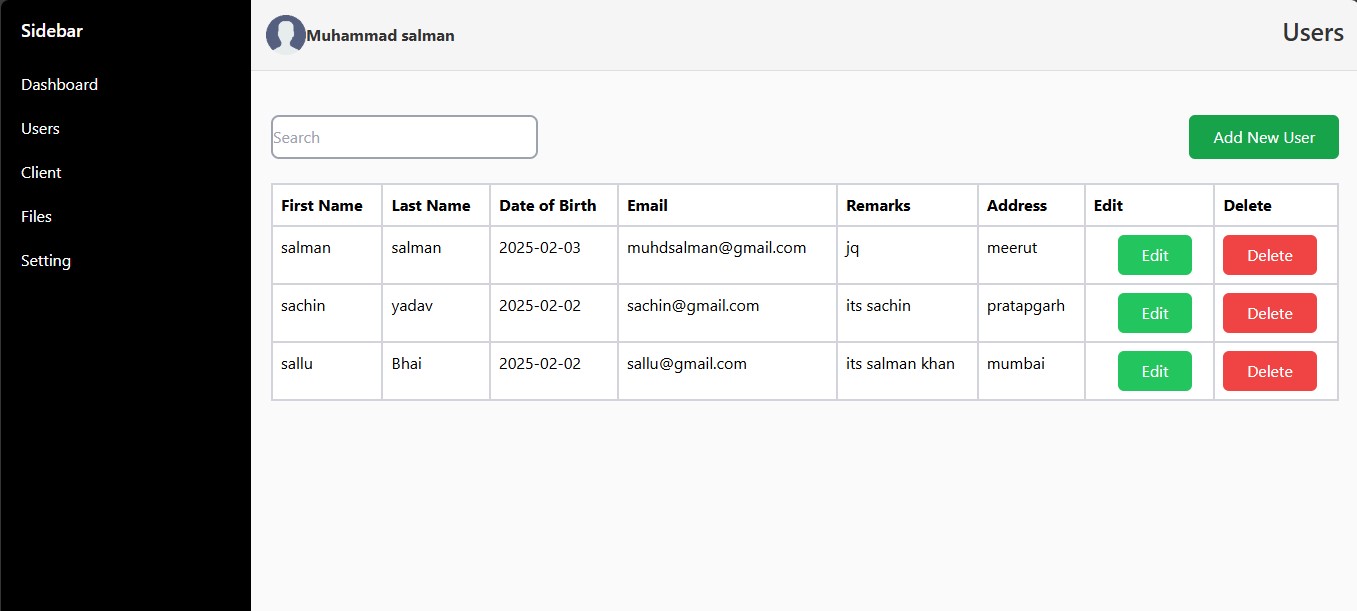 Sidebar
Dashboard
Users
Client
Files
Setting
Muhammad salman
Users
Search
Add New User
First Name Last Name Date of Birth Email Remarks Address Edit Delete
salman salman 2025-02-03 muhdsalman@gmail.com jq meerut Edit Delete
sachin yadav 2025-02-02 sachin@gmail.com its sachin pratapgarh Edit Delete
sallu Bhai 2025-02-02 sallu@gmail.com its salman khan mumbai Edit Delete